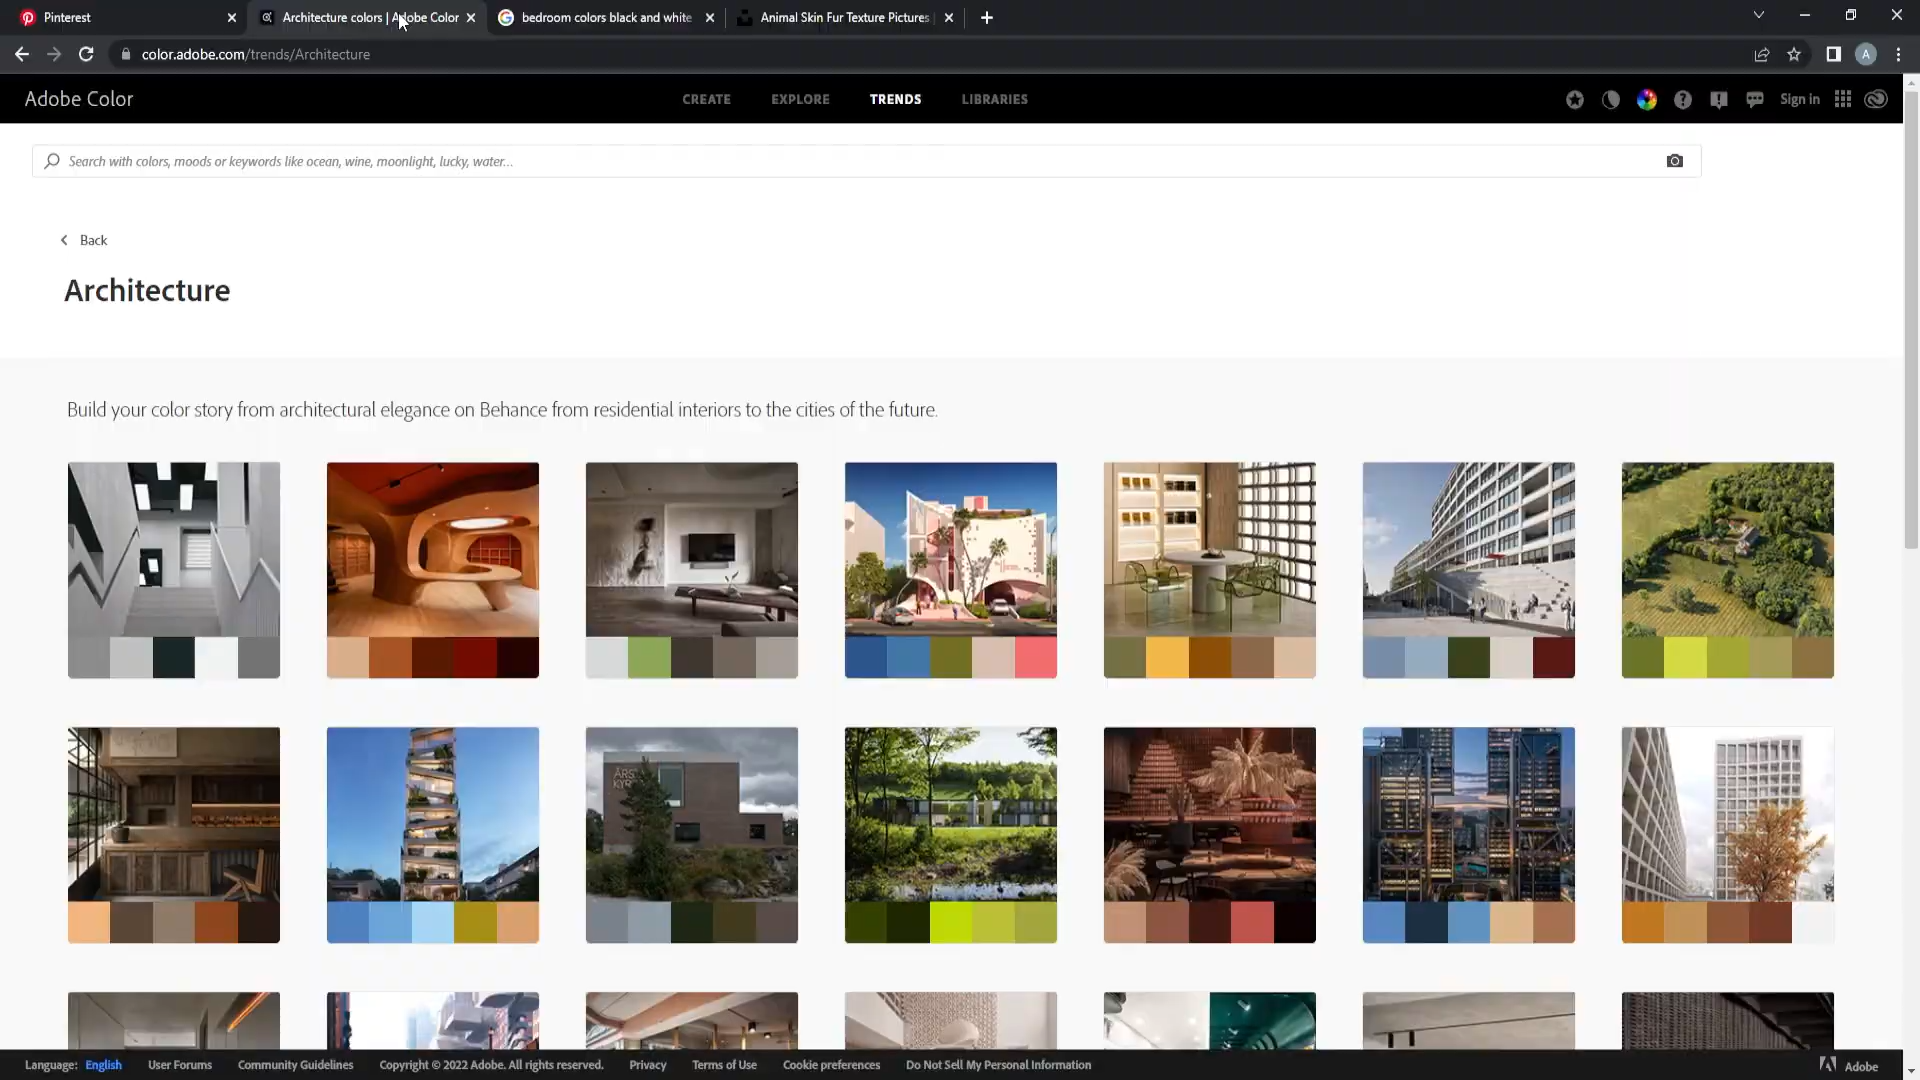 Pinterest
Architecture colors | Adobe Color
bedroom colors black and white
Animal Skin Fur Texture Pictures
color.adobe.com/trends/Architecture
A
Adobe Color
CREATE
EXPLORE
TRENDS
LIBRARIES
Sign in
Search with colors, moods or keywords like ocean, wine, moonlight, lucky, water...
Back
Architecture
Build your color story from architectural elegance on Behance from residential interiors to the cities of the future.
ÅRS
Language: English
User Forums
Community Guidelines
Copyright © 2022 Adobe. All rights reserved.
Privacy
Terms of Use
Cookie preferences
Do Not Sell My Personal Information
Adobe